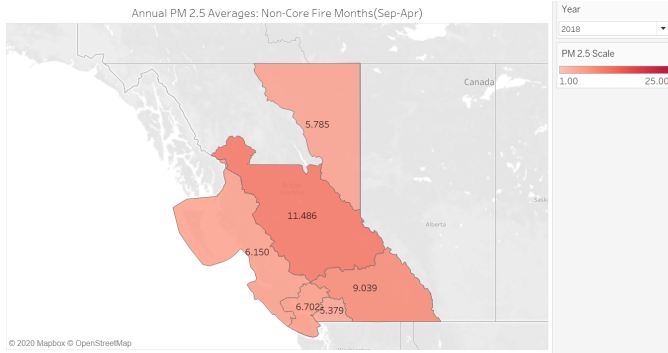 Annual PM 2.5 Averages: Non-Core Fire Months(Sep-Apr)
Year
2018
PM 2.5 Scale
1.00
25.00
Canada
5.785
11.486
Alberta
6.150
9.039
6.702
5.379
© 2020 Mapbox © OpenStreetMap